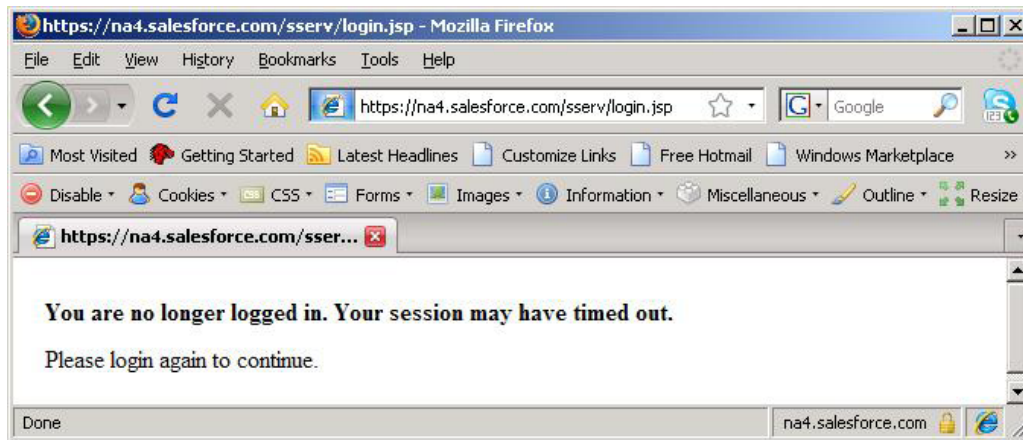 https://na4.salesforce.com/sserv/login.jsp - Mozilla Firefox
File Edit View History Bookmarks Tools Help
https://na4.salesforce.com/sserv/login.jsp G Google 123
Most Visited Getting Started Latest Headlines Customize Links Free Hotmail Windows Marketplace »
Disable Cookies CSS Forms Images Information Miscellaneous Outline Resize
https://na4.salesforce.com/sser...
You are no longer logged in. Your session may have timed out.
Please login again to continue.
Done na4.salesforce.com